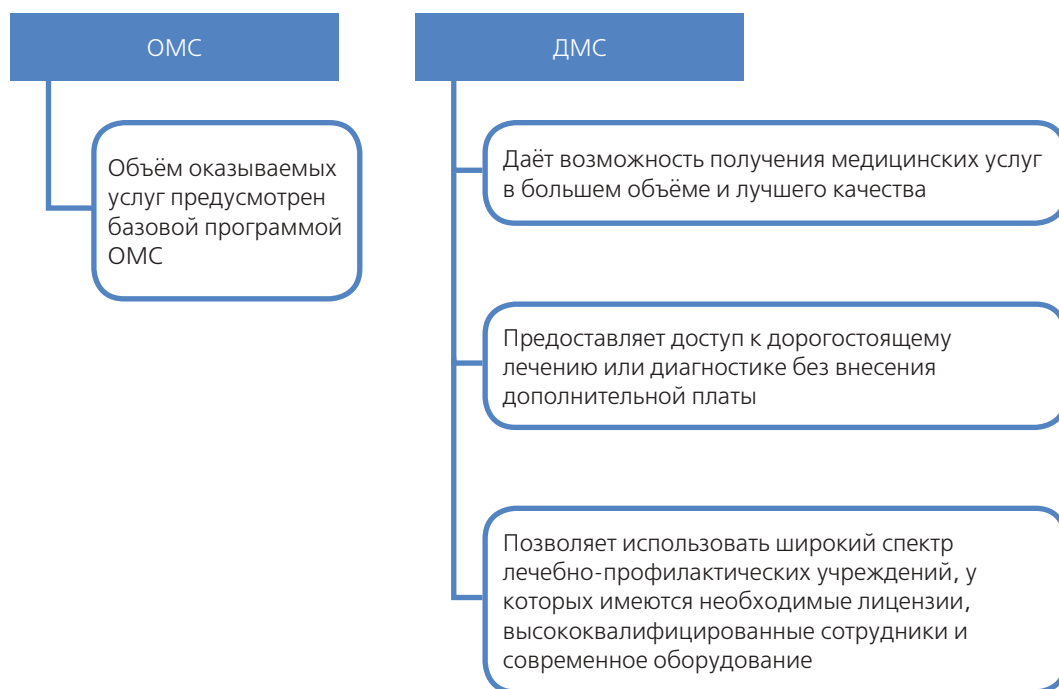 ОМС
Объём оказываемых
услуг предусмотрен
базовой программой
ОМС
ДМС
Даёт возможность получения медицинских услуг
в большем объёме и лучшего качества
Предоставляет доступ к дорогостоящему
лечению или диагностике без внесения
дополнительной платы
Позволяет использовать широкий спектр
лечебно-профилактических учреждений, у
которых имеются необходимые лицензии,
высококвалифицированные сотрудники и
современное оборудование